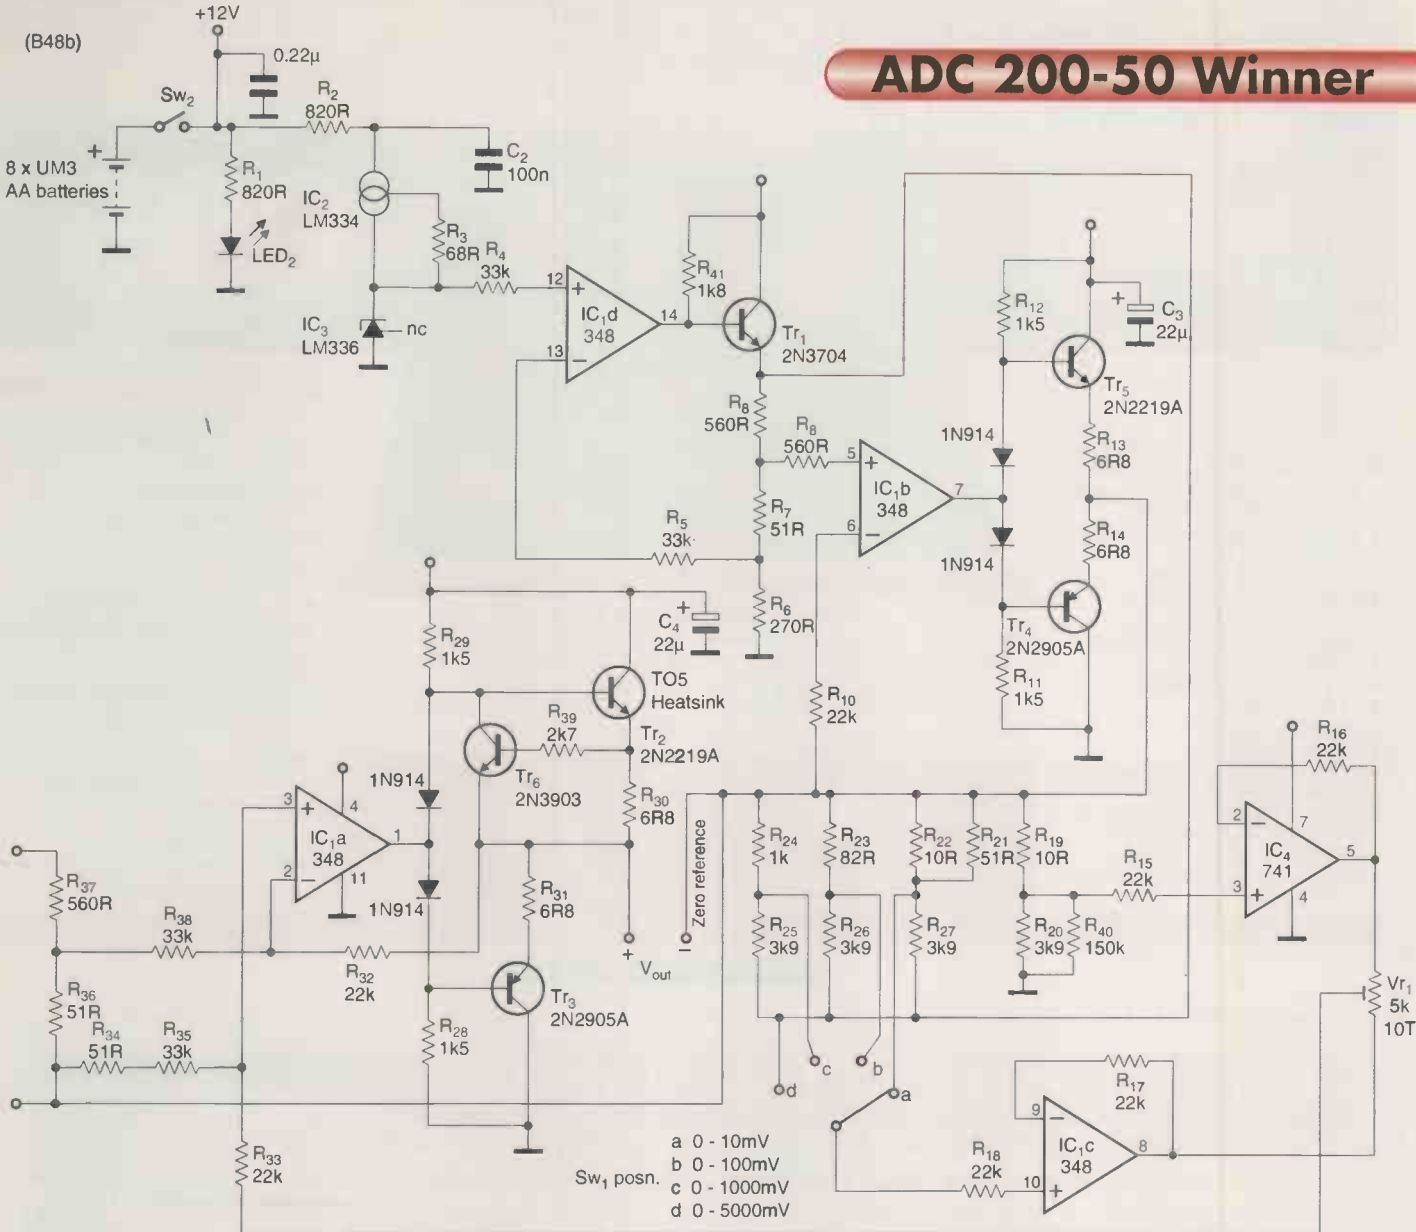 (B48b)
+12V
ADC 200-50 Winner
0.22µ
Sw2
R2
820R
8 x UM3
AA batteries
+
R1
820R
LED2
C2
100n
IC2
LM334
R3
68R
R4
33k
IC3
LM336
nc
12
+
IC1d
348
14
13
−
R41
1k8
Tr1
2N3704
R12
1k5
+
C3
22µ
Tr5
2N2219A
R8
560R
R8
560R
5
+
IC1b
348
7
6
−
1N914
R13
6R8
R7
51R
R5
33k
1N914
R14
6R8
R6
270R
Tr4
2N2905A
R11
1k5
R29
1k5
+
C4
22µ
TO5
Heatsink
Tr2
2N2219A
R39
2k7
Tr6
2N3903
R30
6R8
R10
22k
R16
22k
1N914
3
+
4
IC1a
348
1
2
−
11
1N914
R31
6R8
Zero reference
R24
1k
R23
82R
R22
10R
R21
51R
R19
10R
R15
22k
2
−
7
IC4
741
5
3
+
4
R37
560R
R38
33k
R32
22k
+
Vout
−
R25
3k9
R26
3k9
R27
3k9
R20
3k9
R40
150k
R36
51R
R34
51R
R35
33k
Tr3
2N2905A
R28
1k5
Vr1
5k
10T
c
b
d
a
R17
22k
9
−
IC1c
348
8
10
+
R18
22k
R33
22k
Sw1 posn.
a 0 - 10mV
b 0 - 100mV
c 0 - 1000mV
d 0 - 5000mV